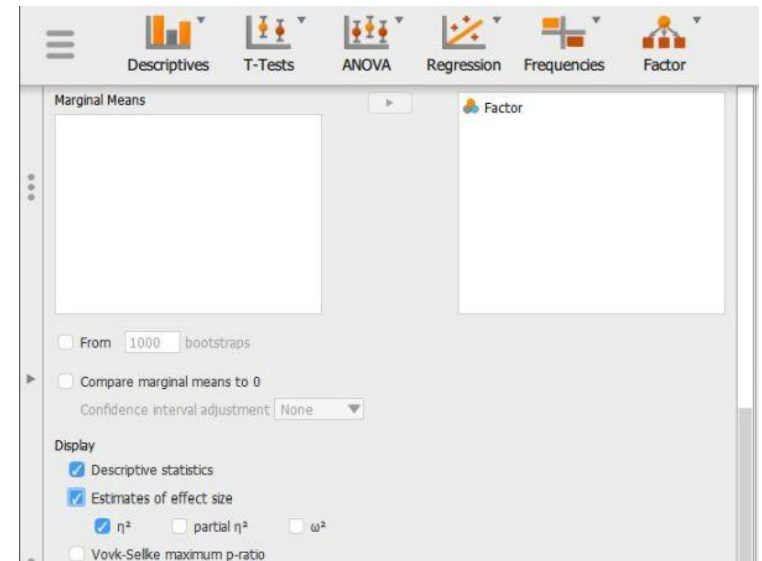 Descriptives T-Tests ANOVA Regression Frequencies Factor
Marginal Means
Factor
From 1000 bootstraps
Compare marginal means to 0
Confidence interval adjustment None
Display
Descriptive statistics
Estimates of effect size
η² partial η² ω²
Vovk-Sellke maximum p-ratio